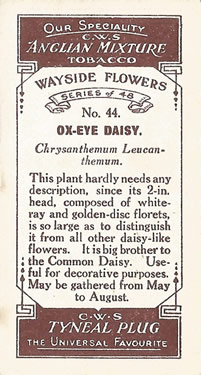 OUR SPECIALITY
C.W.S
ANGLIAN MIXTURE
TOBACCO
WAYSIDE FLOWERS
SERIES OF 48
No. 44.
OX-EYE DAISY.
Chrysanthemum Leucan-
themum.
This plant hardly needs any
description, since its 2-in.
head, composed of white-
ray and golden-disc florets,
is so large as to distinguish
it from all other daisy-like
flowers. It is big brother to
the Common Daisy. Use-
ful for decorative purposes.
May be gathered from May
to August.
C.W.S
TYNEAL PLUG
THE UNIVERSAL FAVOURITE